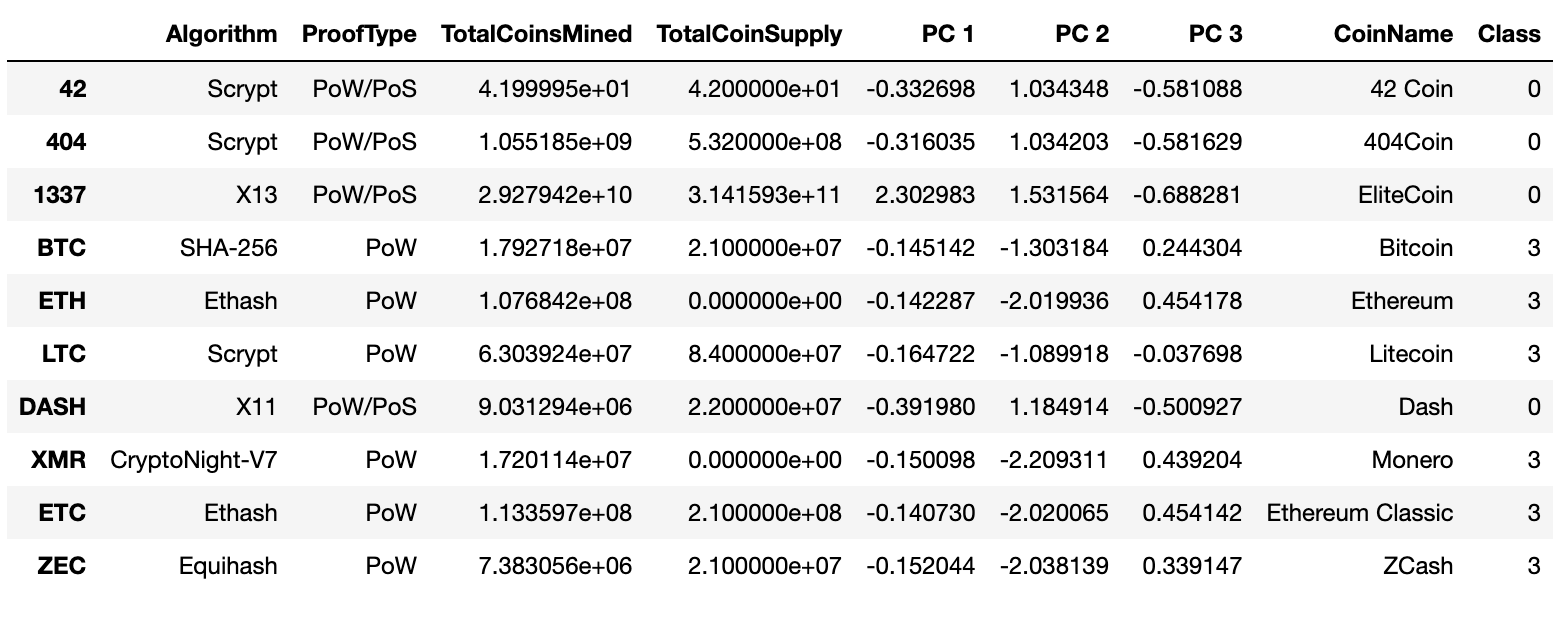 Algorithm ProofType TotalCoinsMined TotalCoinSupply PC 1 PC 2 PC 3 CoinName Class
42 Scrypt PoW/PoS 4.199995e+01 4.200000e+01 -0.332698 1.034348 -0.581088 42 Coin 0
404 Scrypt PoW/PoS 1.055185e+09 5.320000e+08 -0.316035 1.034203 -0.581629 404Coin 0
1337 X13 PoW/PoS 2.927942e+10 3.141593e+11 2.302983 1.531564 -0.688281 EliteCoin 0
BTC SHA-256 PoW 1.792718e+07 2.100000e+07 -0.145142 -1.303184 0.244304 Bitcoin 3
ETH Ethash PoW 1.076842e+08 0.000000e+00 -0.142287 -2.019936 0.454178 Ethereum 3
LTC Scrypt PoW 6.303924e+07 8.400000e+07 -0.164722 -1.089918 -0.037698 Litecoin 3
DASH X11 PoW/PoS 9.031294e+06 2.200000e+07 -0.391980 1.184914 -0.500927 Dash 0
XMR CryptoNight-V7 PoW 1.720114e+07 0.000000e+00 -0.150098 -2.209311 0.439204 Monero 3
ETC Ethash PoW 1.133597e+08 2.100000e+08 -0.140730 -2.020065 0.454142 Ethereum Classic 3
ZEC Equihash PoW 7.383056e+06 2.100000e+07 -0.152044 -2.038139 0.339147 ZCash 3